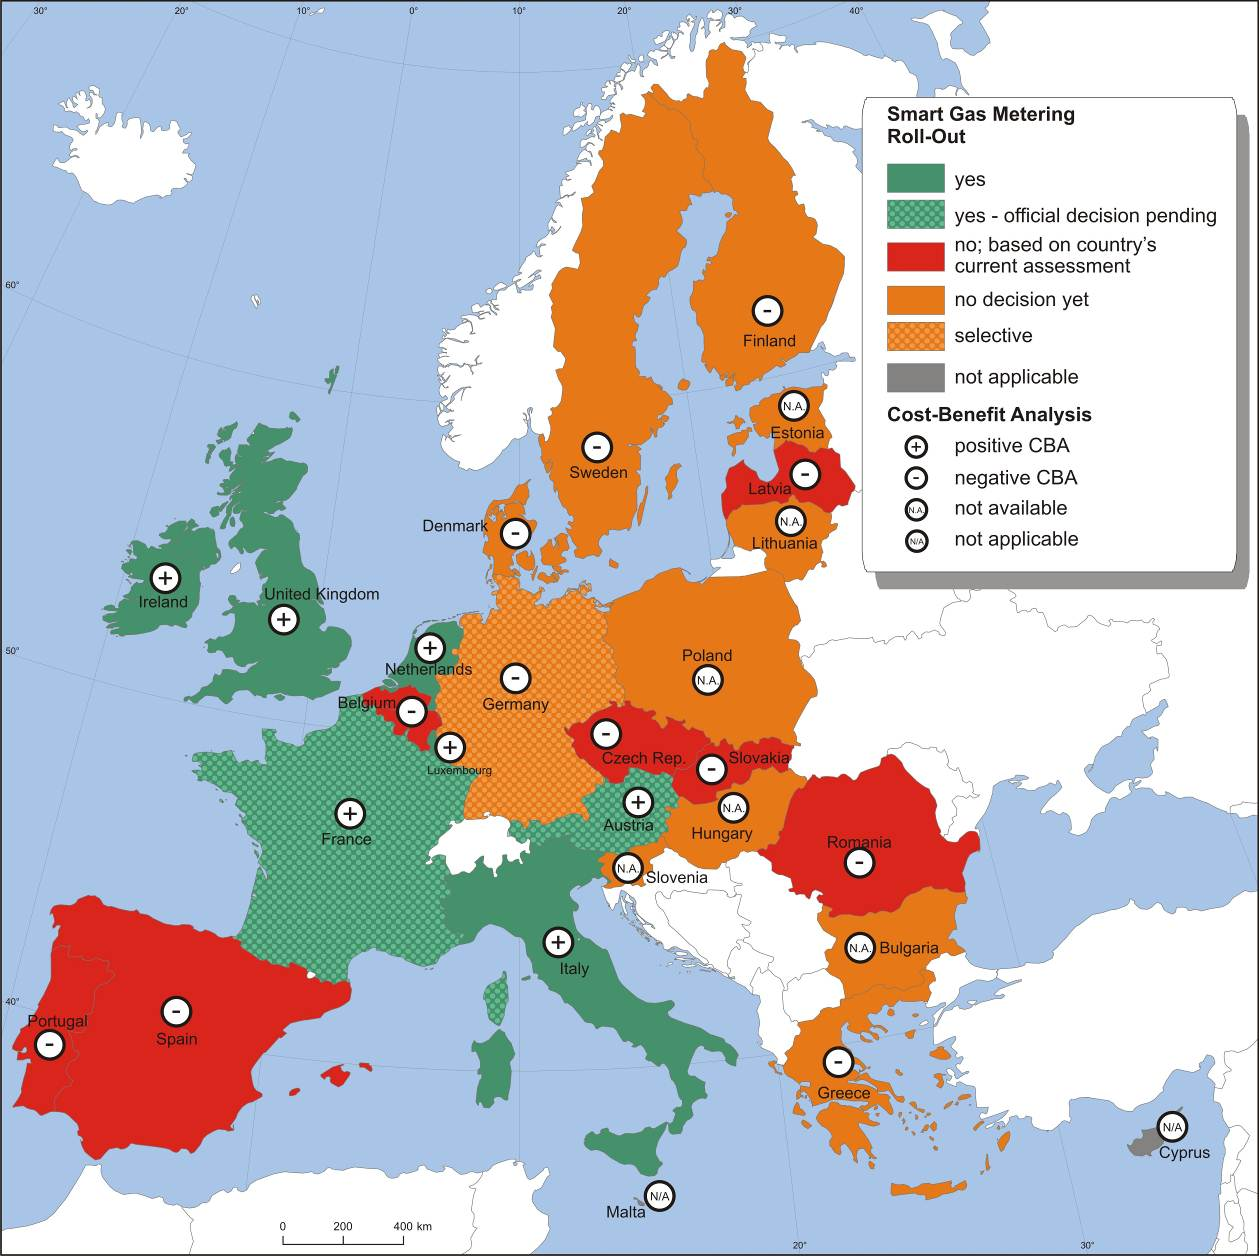 30°
20°
10°
0°
10°
20°
30°
40°
Smart Gas Metering
Roll-Out
yes
yes - official decision pending
no; based on country's
current assessment
no decision yet
selective
not applicable
Cost-Benefit Analysis
+ positive CBA
- negative CBA
N.A. not available
N/A not applicable
60°
-
Finland
N.A.
Estonia
-
Sweden
-
Latvia
Denmark
-
N.A.
Lithuania
+
Ireland
United Kingdom
+
+
Netherlands
50°
Poland
N.A.
-
Germany
Belgium
-
-
Czech Rep.
+
Luxembourg
Slovakia
-
+
France
+
Austria
N.A.
Hungary
Romania
-
N.A.
Slovenia
+
Italy
N.A.
Bulgaria
40°
Portugal
-
-
Spain
-
Greece
N/A
Cyprus
N/A
Malta
0
200
400 km
20°
30°